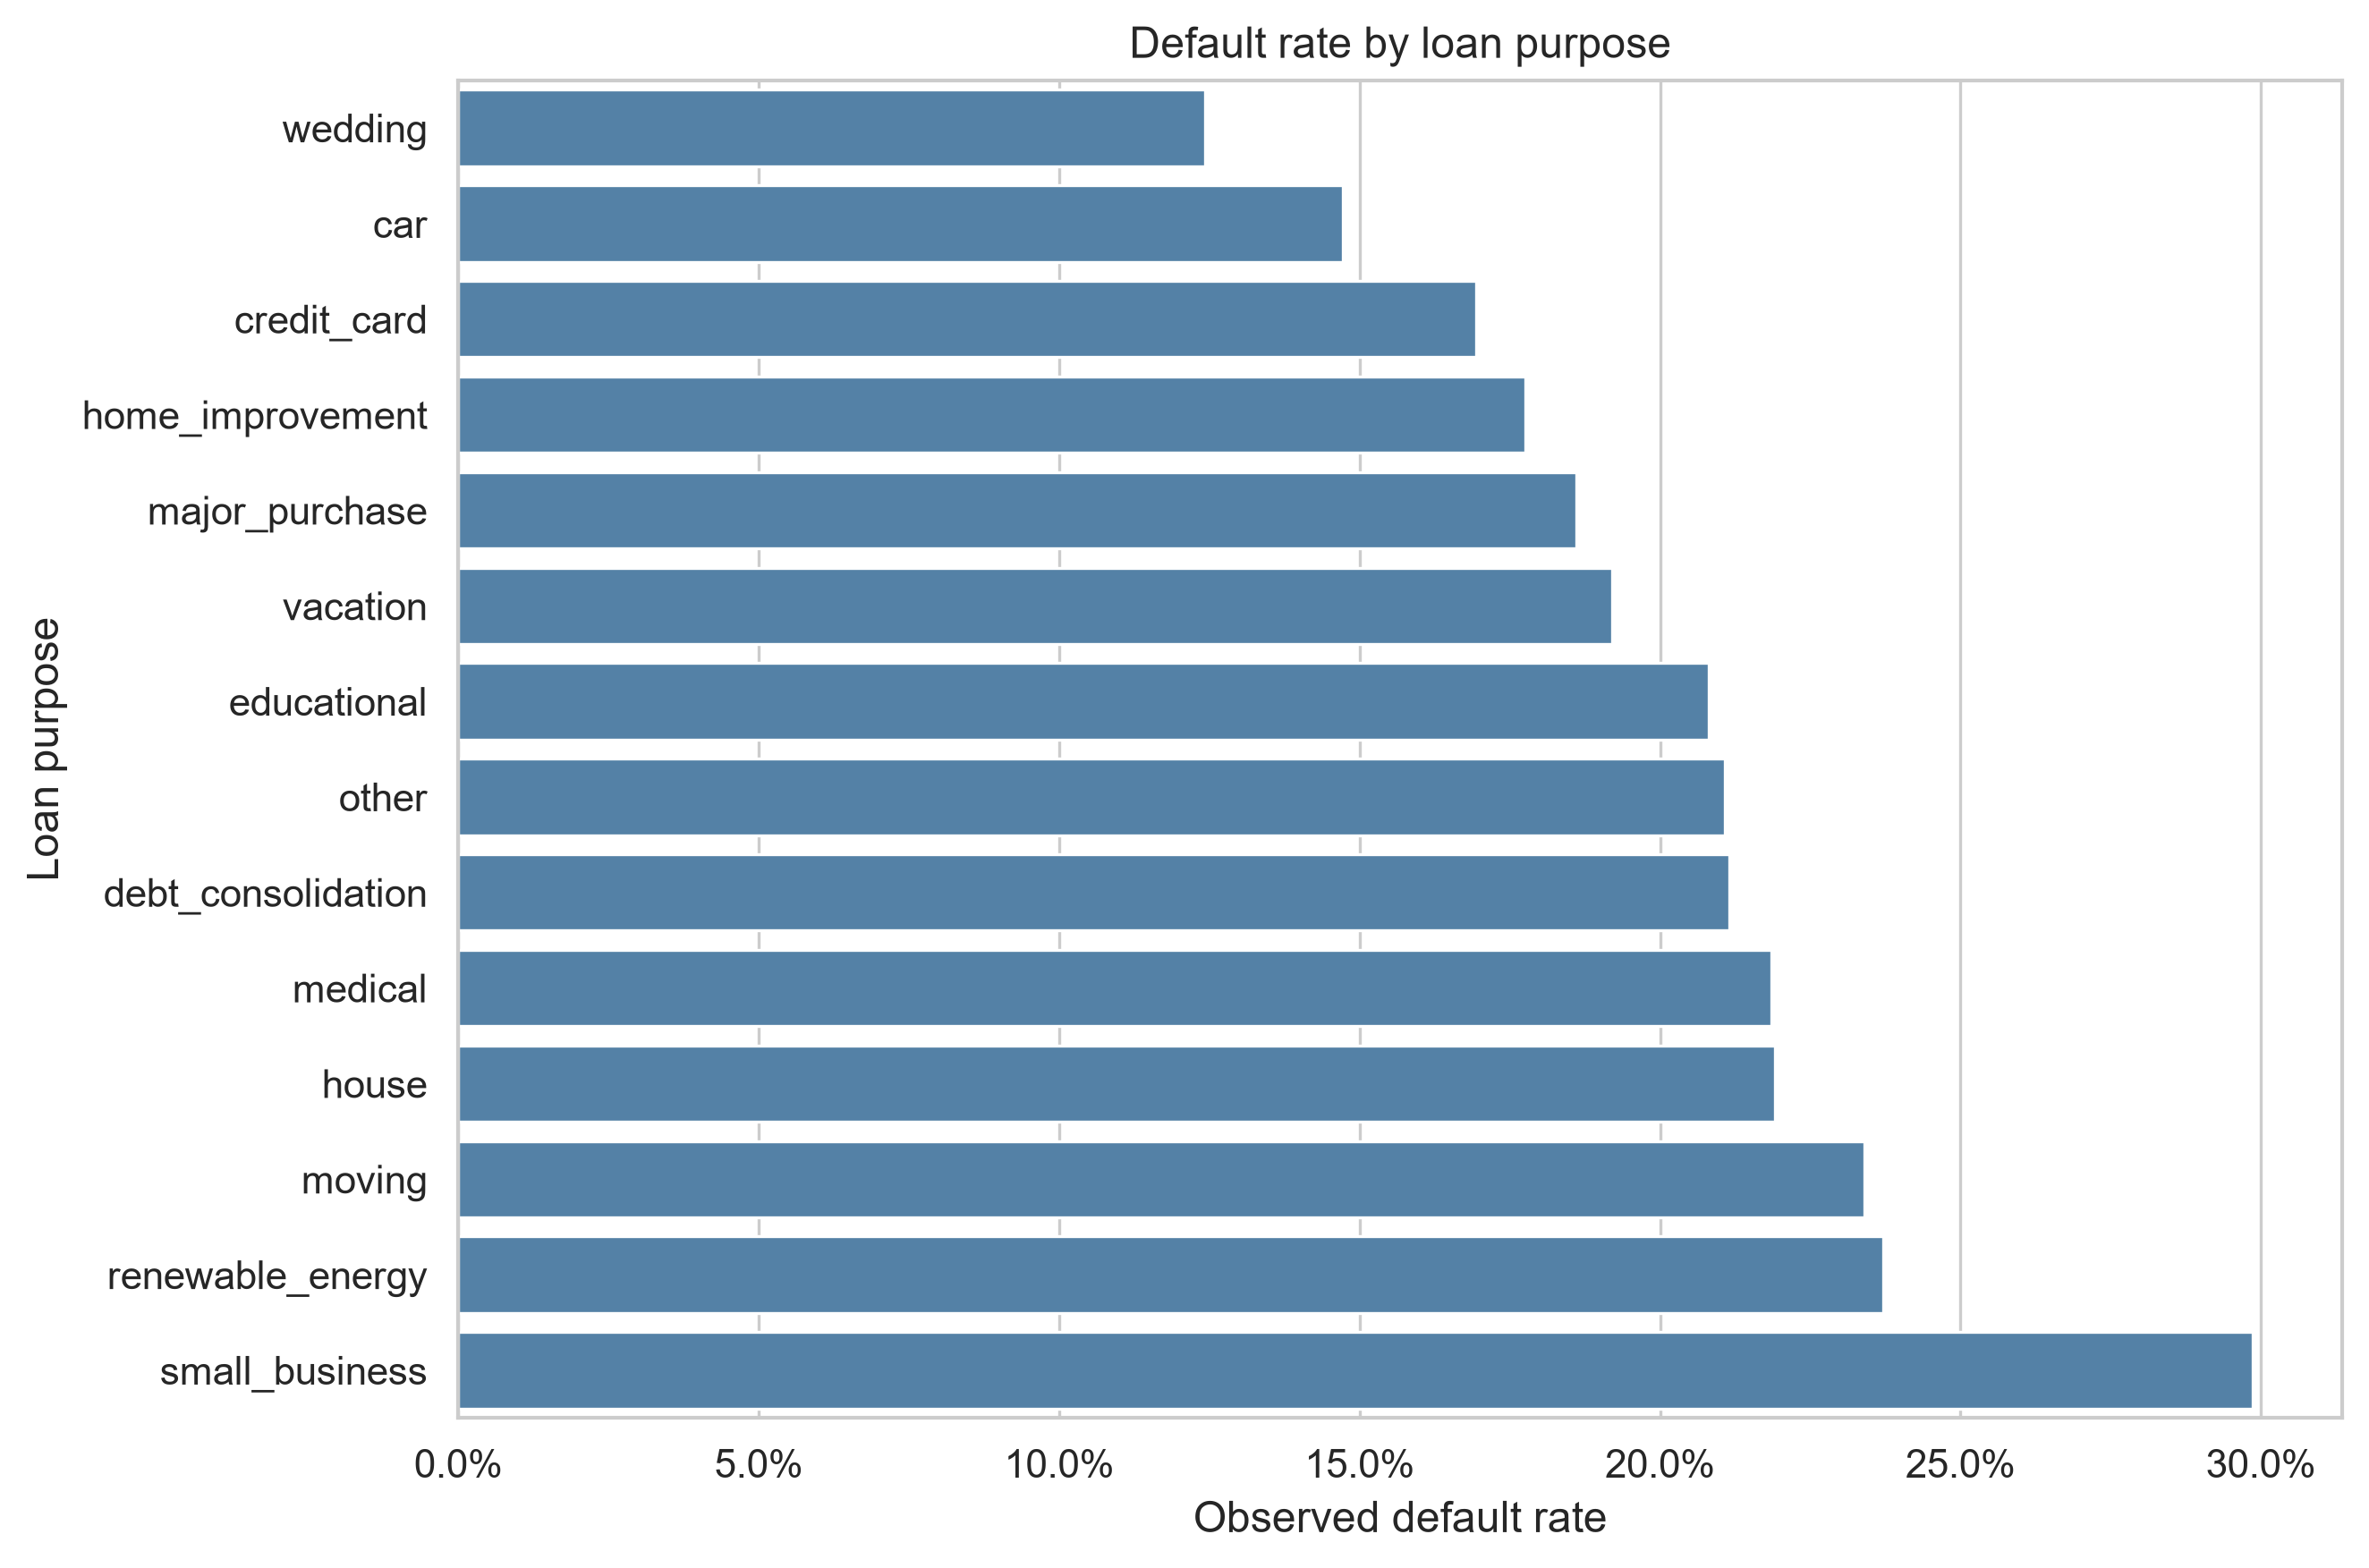 Default rate by loan purpose
Loan purpose
wedding
car
credit_card
home_improvement
major_purchase
vacation
educational
other
debt_consolidation
medical
house
moving
renewable_energy
small_business
0.0% 5.0% 10.0% 15.0% 20.0% 25.0% 30.0%
Observed default rate